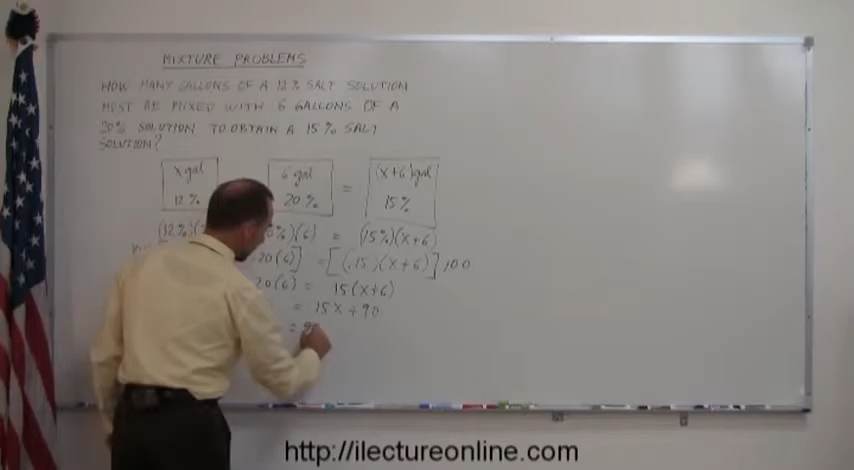 MIXTURE PROBLEMS
HOW MANY GALLONS OF A 12% SALT SOLUTION
MUST BE MIXED WITH 6 GALLONS OF A
20% SOLUTION TO OBTAIN A 15% SALT
SOLUTION?
x gal 6 gal (x+6) gal
12% 20% = 15%
(12%)( %)(6) = (15%)(x+6)
20(6)] = [(.15)(x+6)] 100
20(6) = 15(x+6)
= 15x + 90
=
http://ilectureonline.com